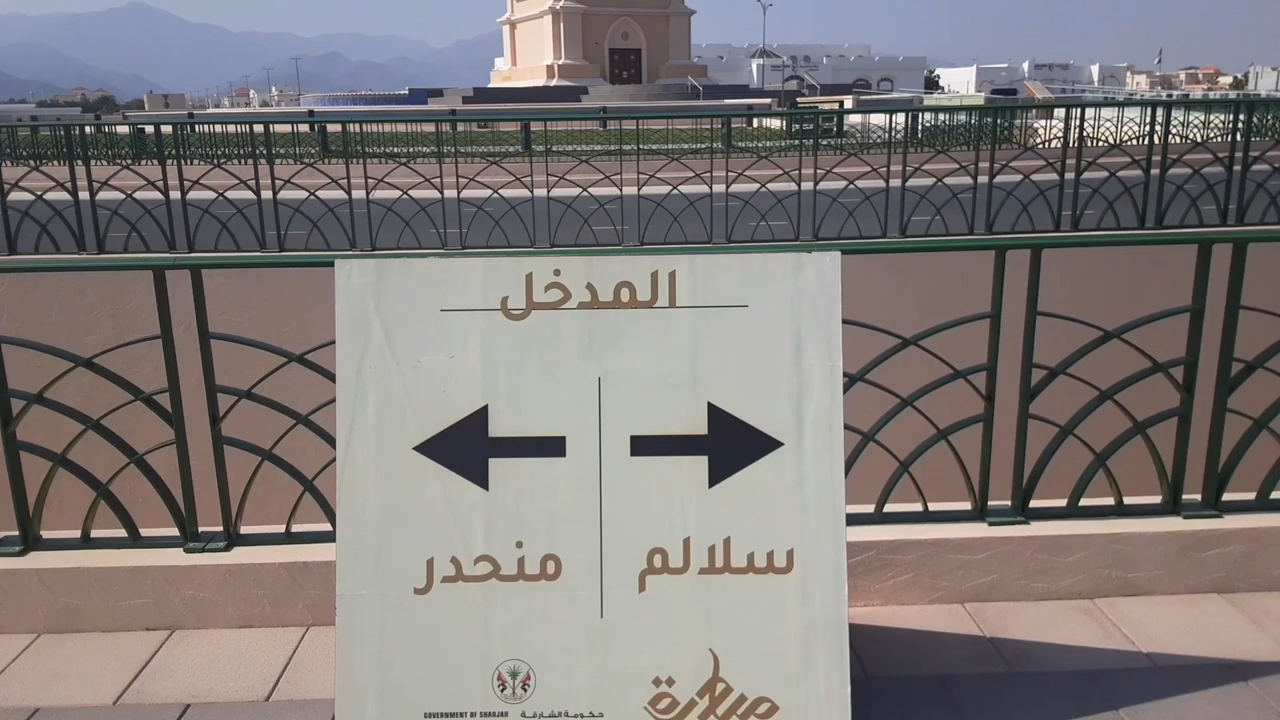 المدخل
سلالم
منحدر
GOVERNMENT OF SHARJAH حكومة الشارقة